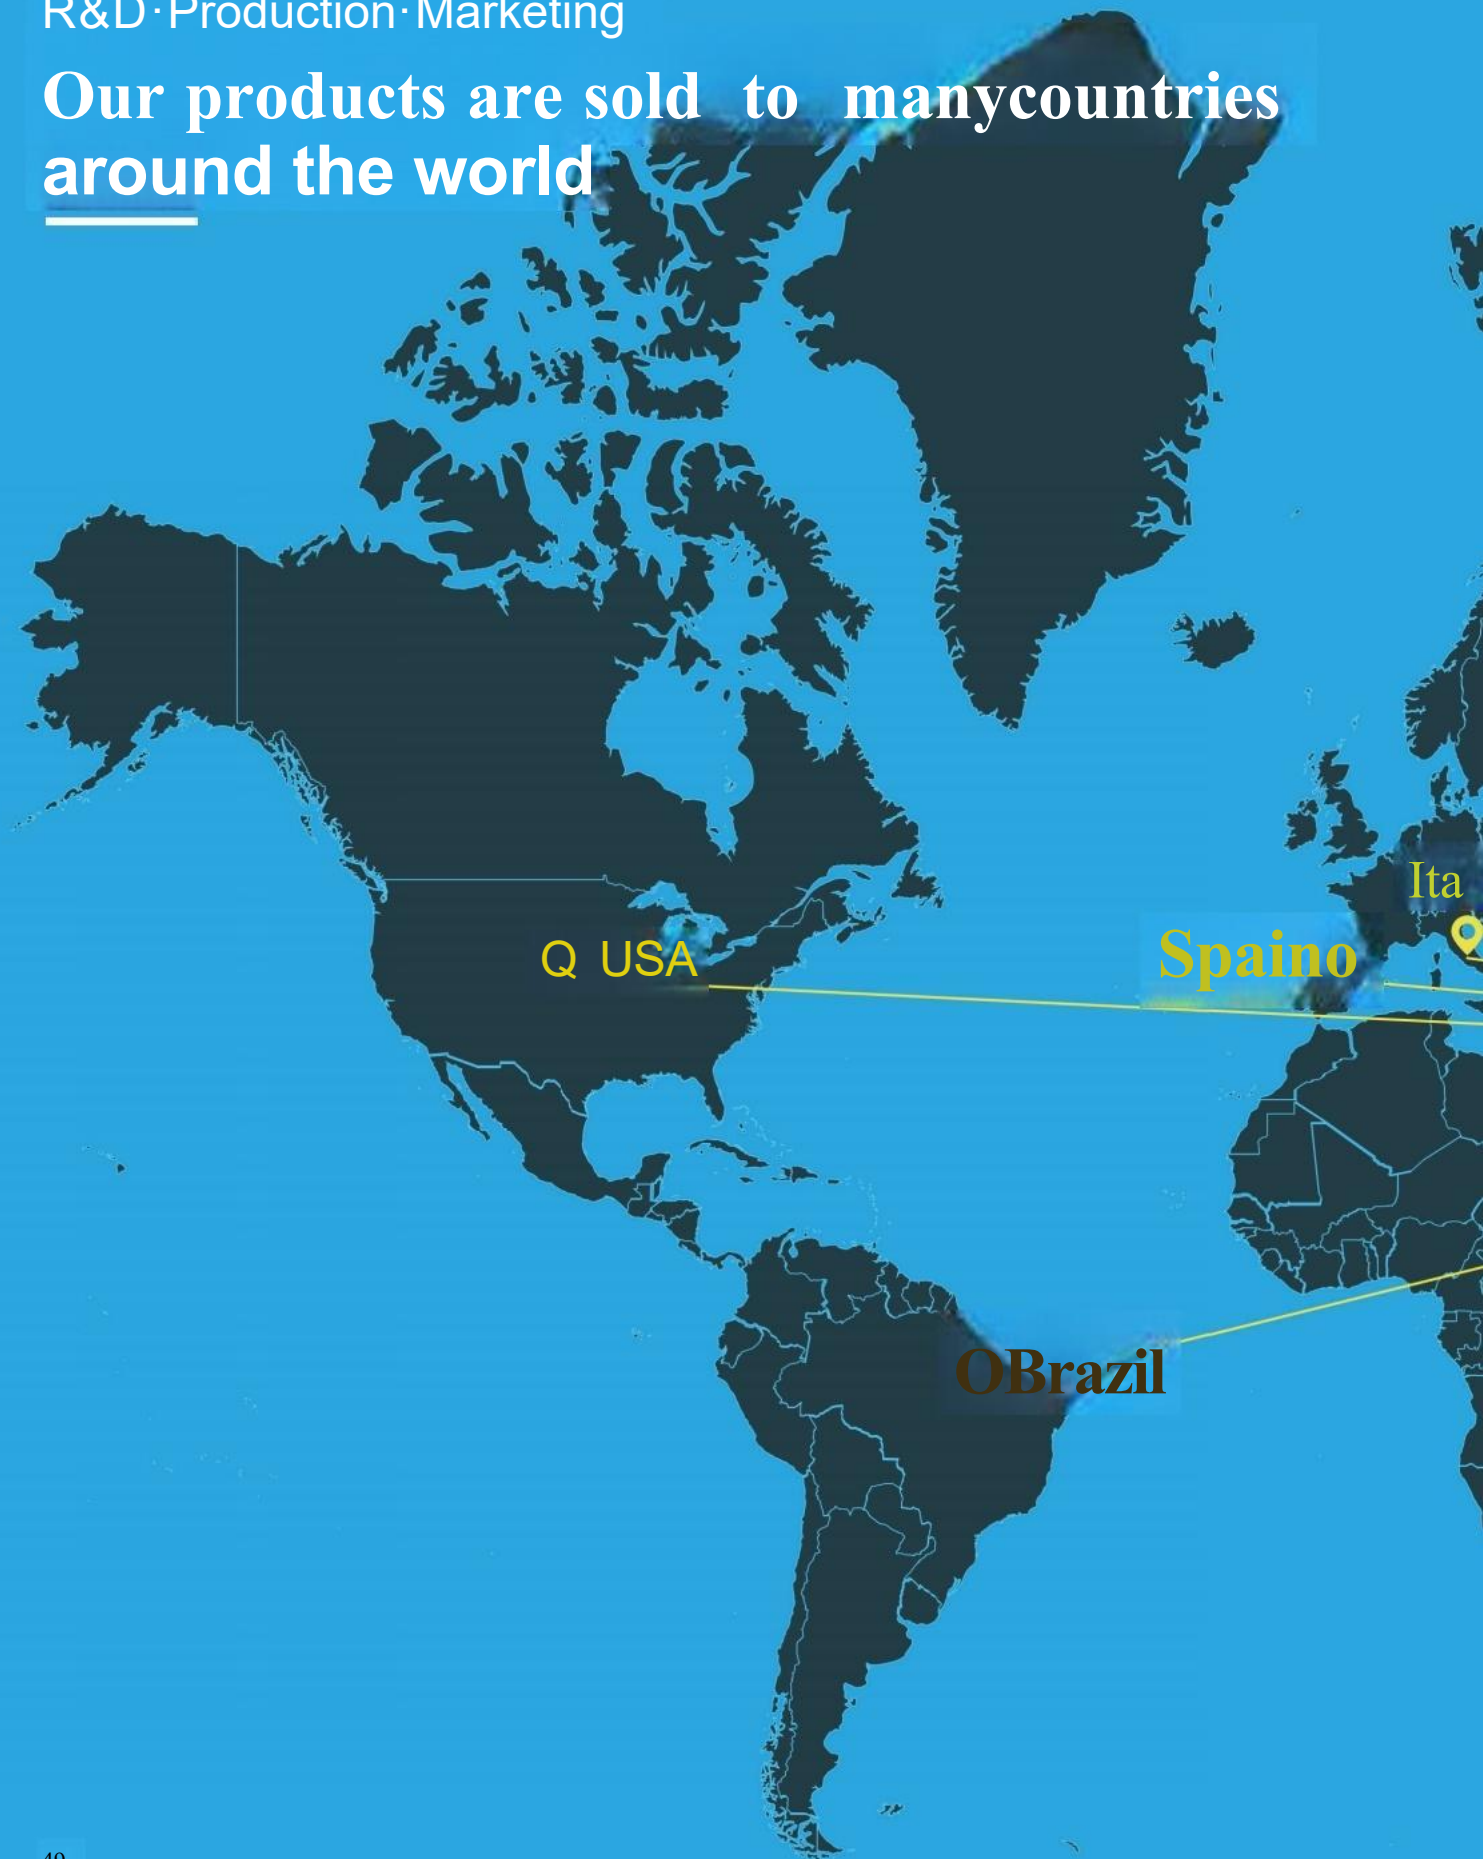 R&D·Production·Marketing
Our products are sold to manycountries
around the world
Ita
Q USA
Spaino
OBrazil